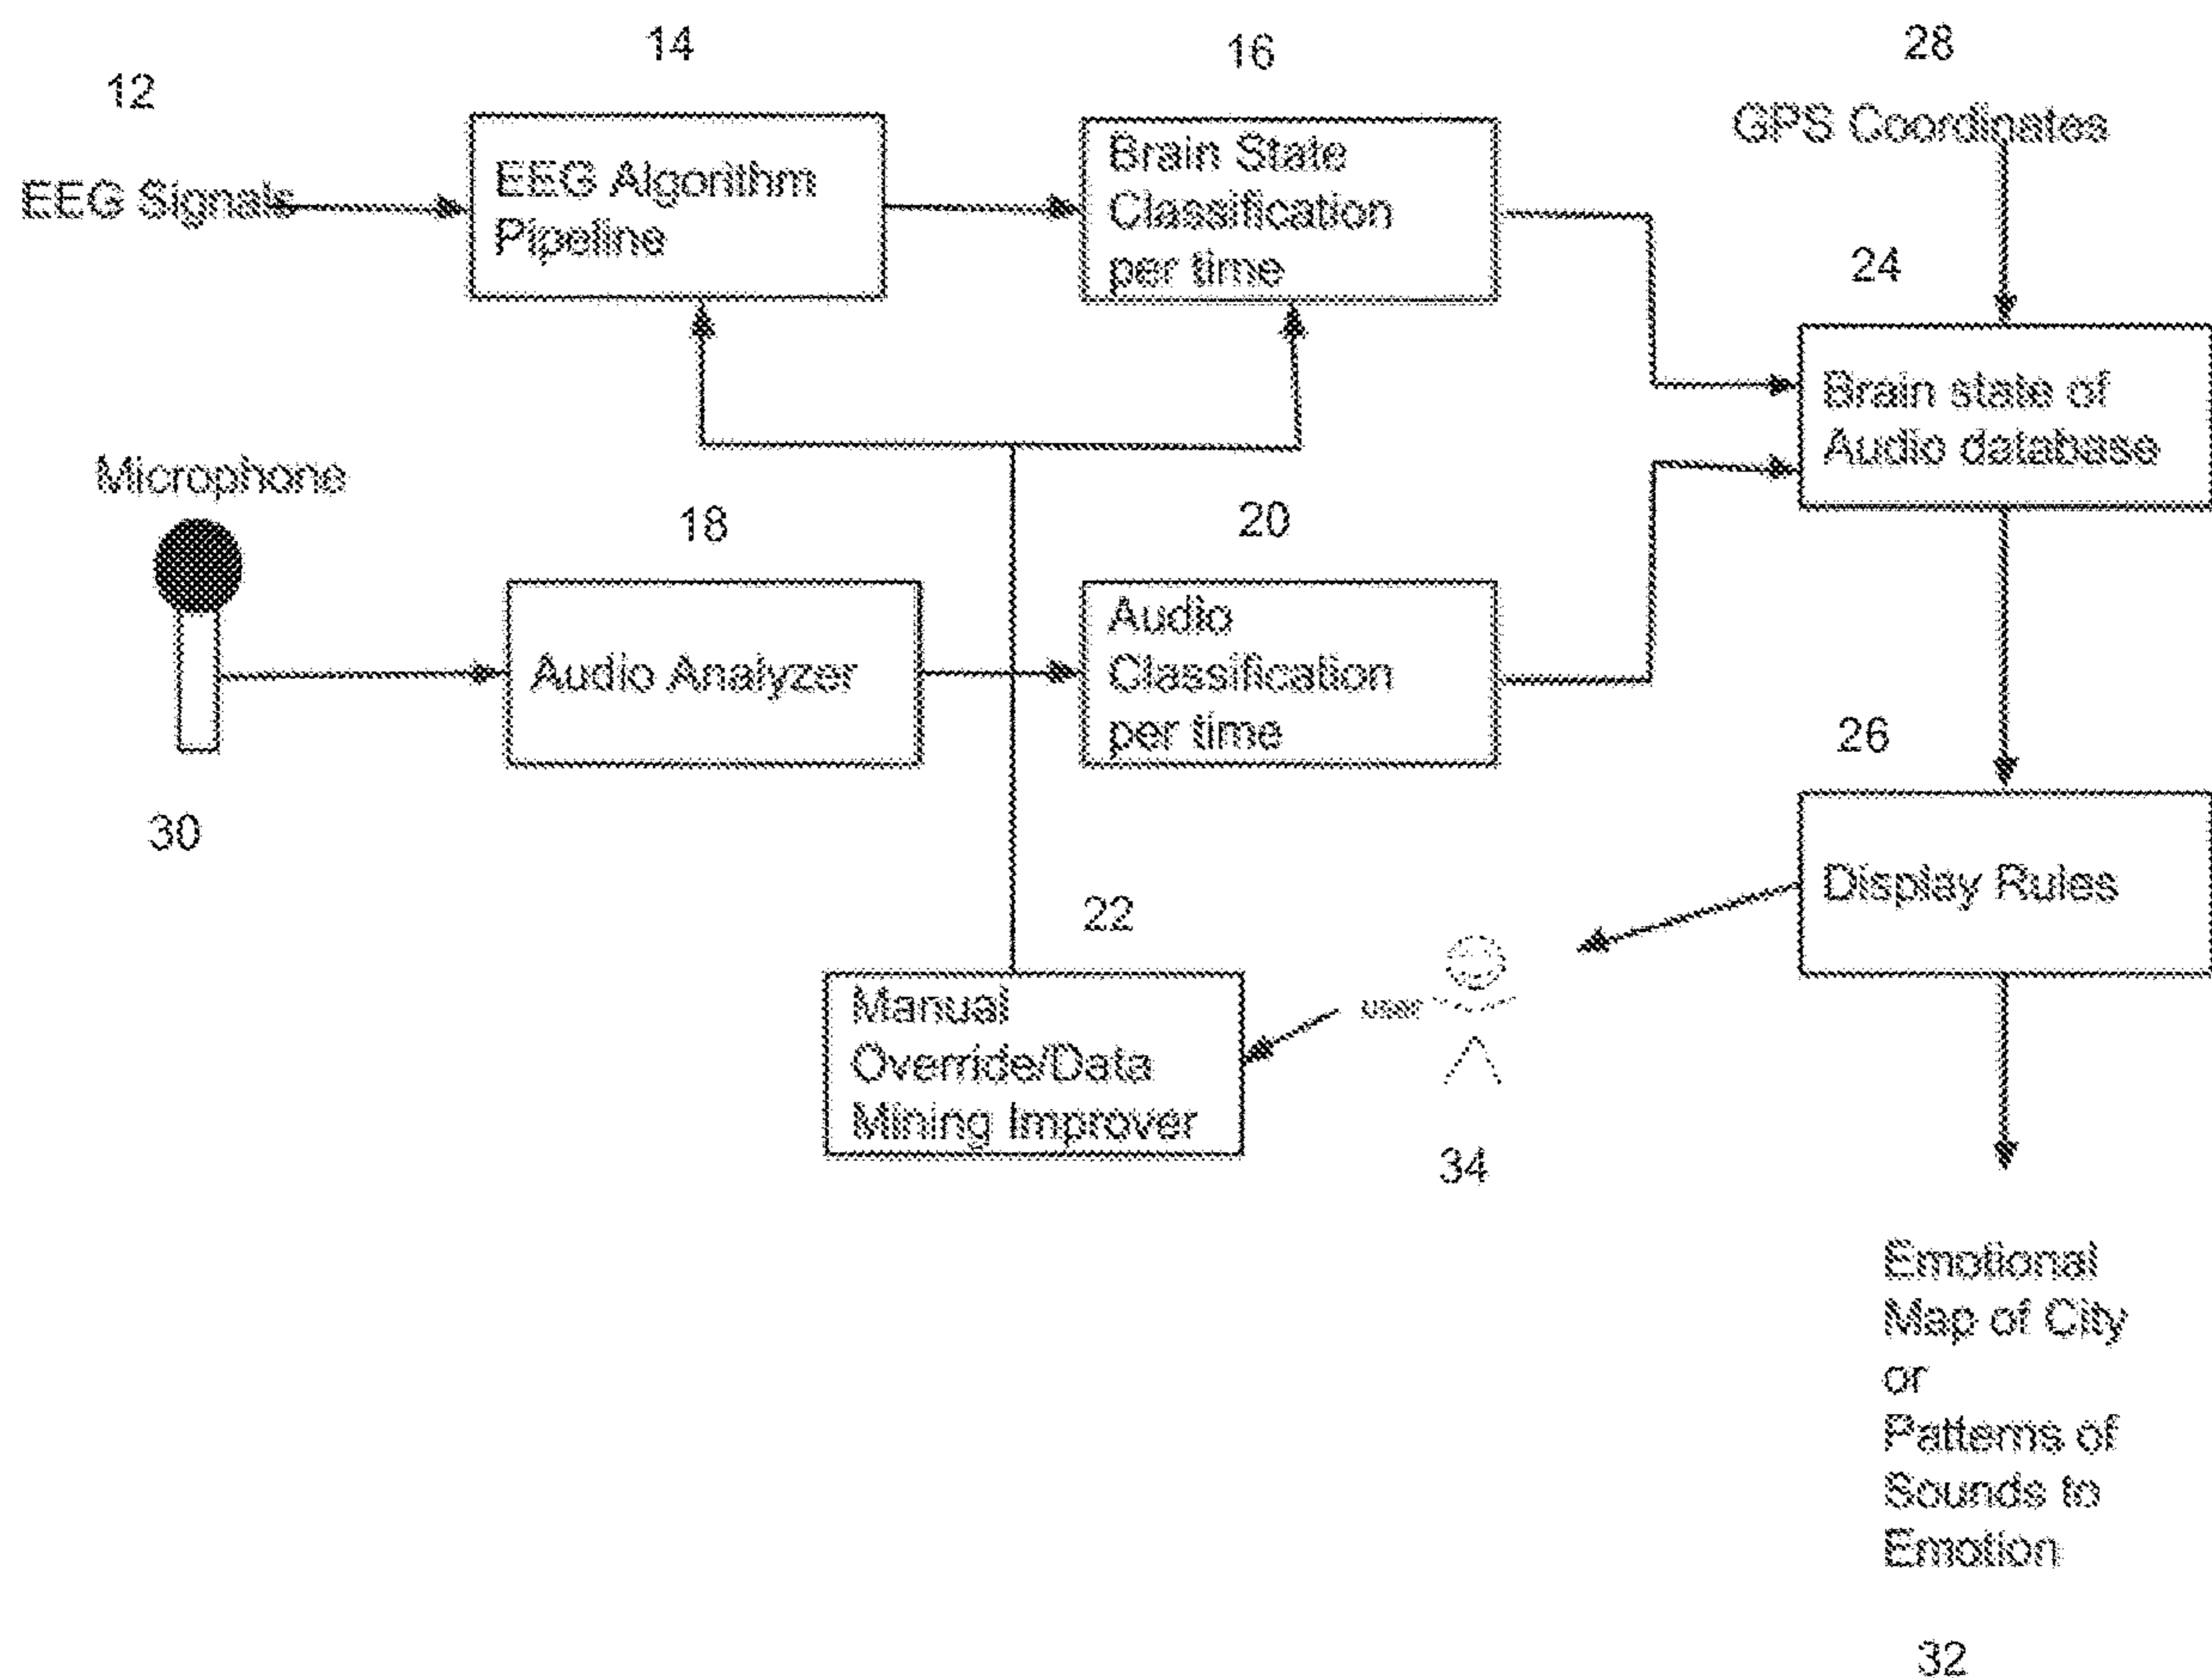 14
16
28
12
GPS Coordinates
EEG Signals
EEG Algorithm
Pipeline
Brain State
Classification
per time
24
Brain state of
Audio database
Microphone
18
20
Audio Analyzer
Audio
Classification
per time
30
26
Display Rules
22
user
Manual
Override/Data
Mining Improver
34
Emotional
Map of City
or
Patterns of
Sounds to
Emotion
32